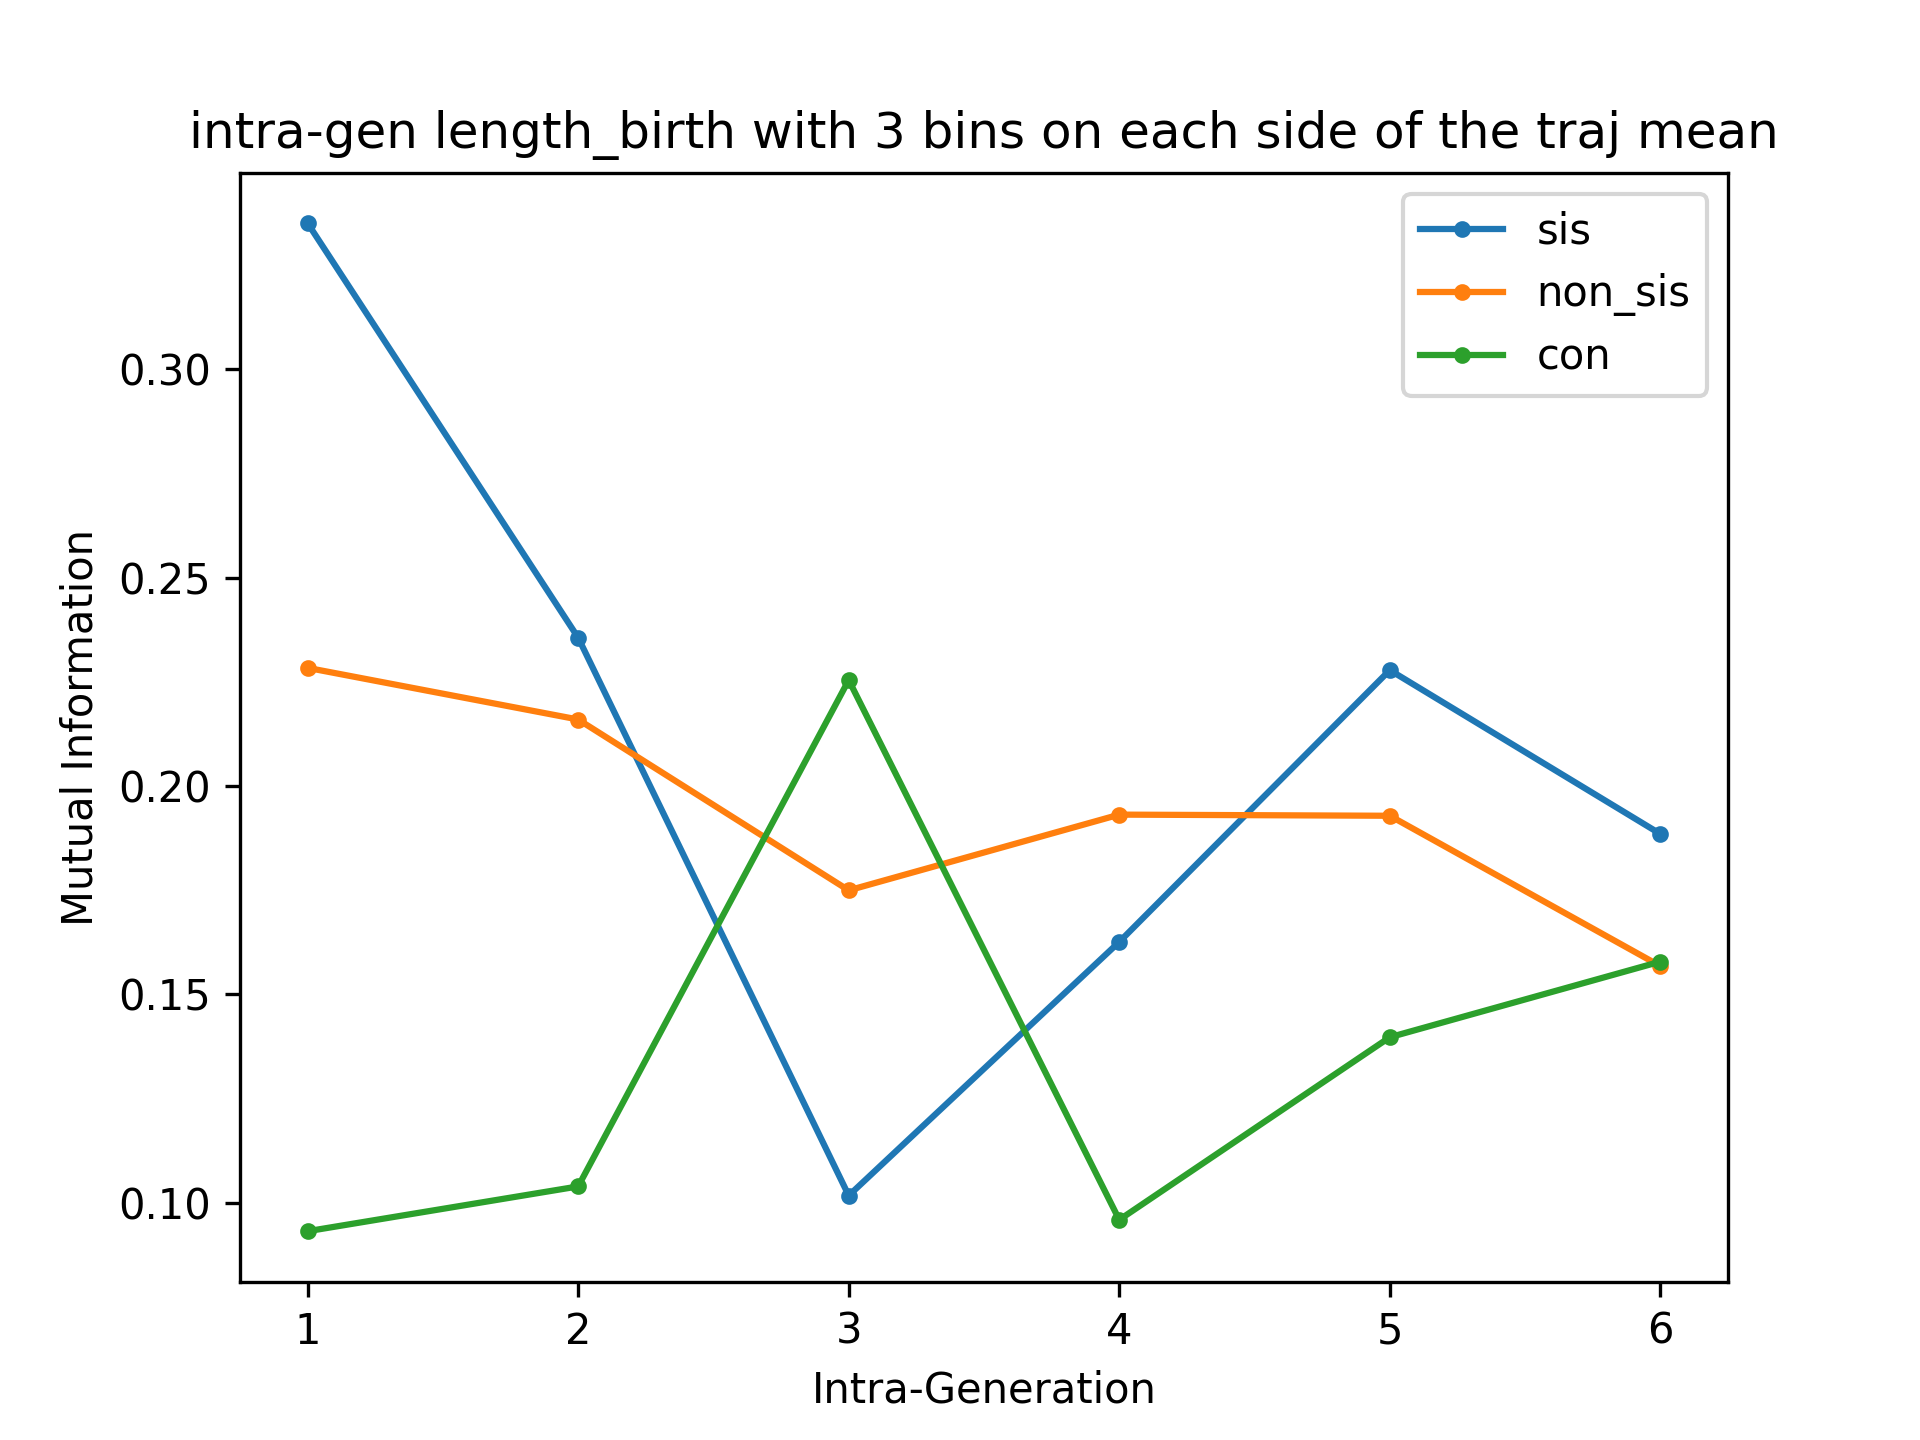 intra-gen length_birth with 3 bins on each side of the traj mean
sis
non_sis
con
Mutual Information
0.30
0.25
0.20
0.15
0.10
1 2 3 4 5 6
Intra-Generation